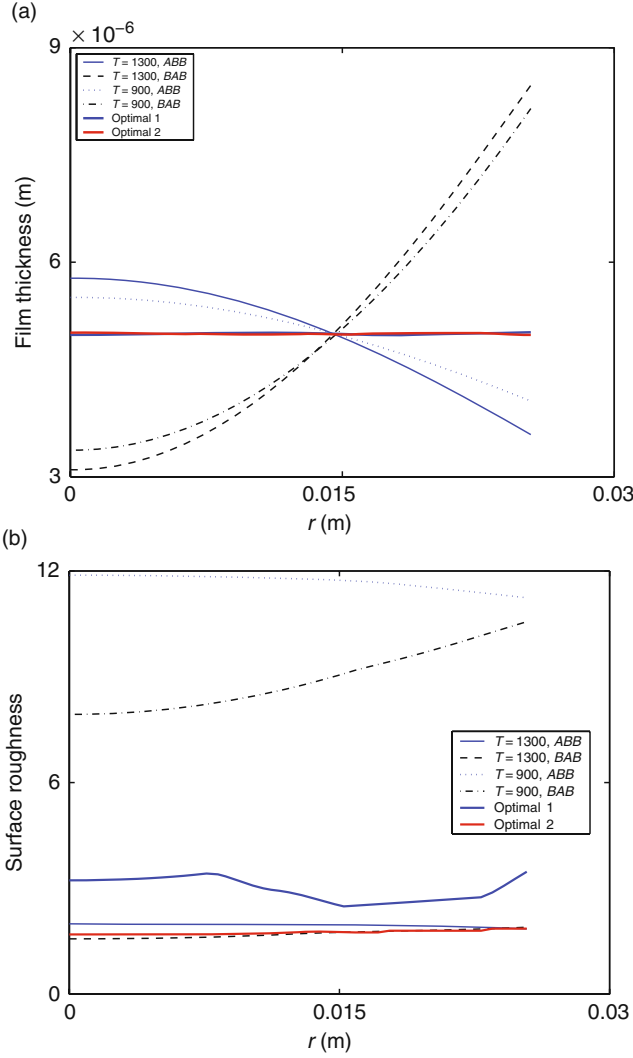 (a)
× 10⁻⁶
9
T = 1300, ABB
T = 1300, BAB
T = 900, ABB
T = 900, BAB
Optimal 1
Optimal 2
Film thickness (m)
6
3
0
0.015
0.03
r (m)
(b)
12
Surface roughness
6
T = 1300, ABB
T = 1300, BAB
T = 900, ABB
T = 900, BAB
Optimal 1
Optimal 2
0
0
0.015
0.03
r (m)